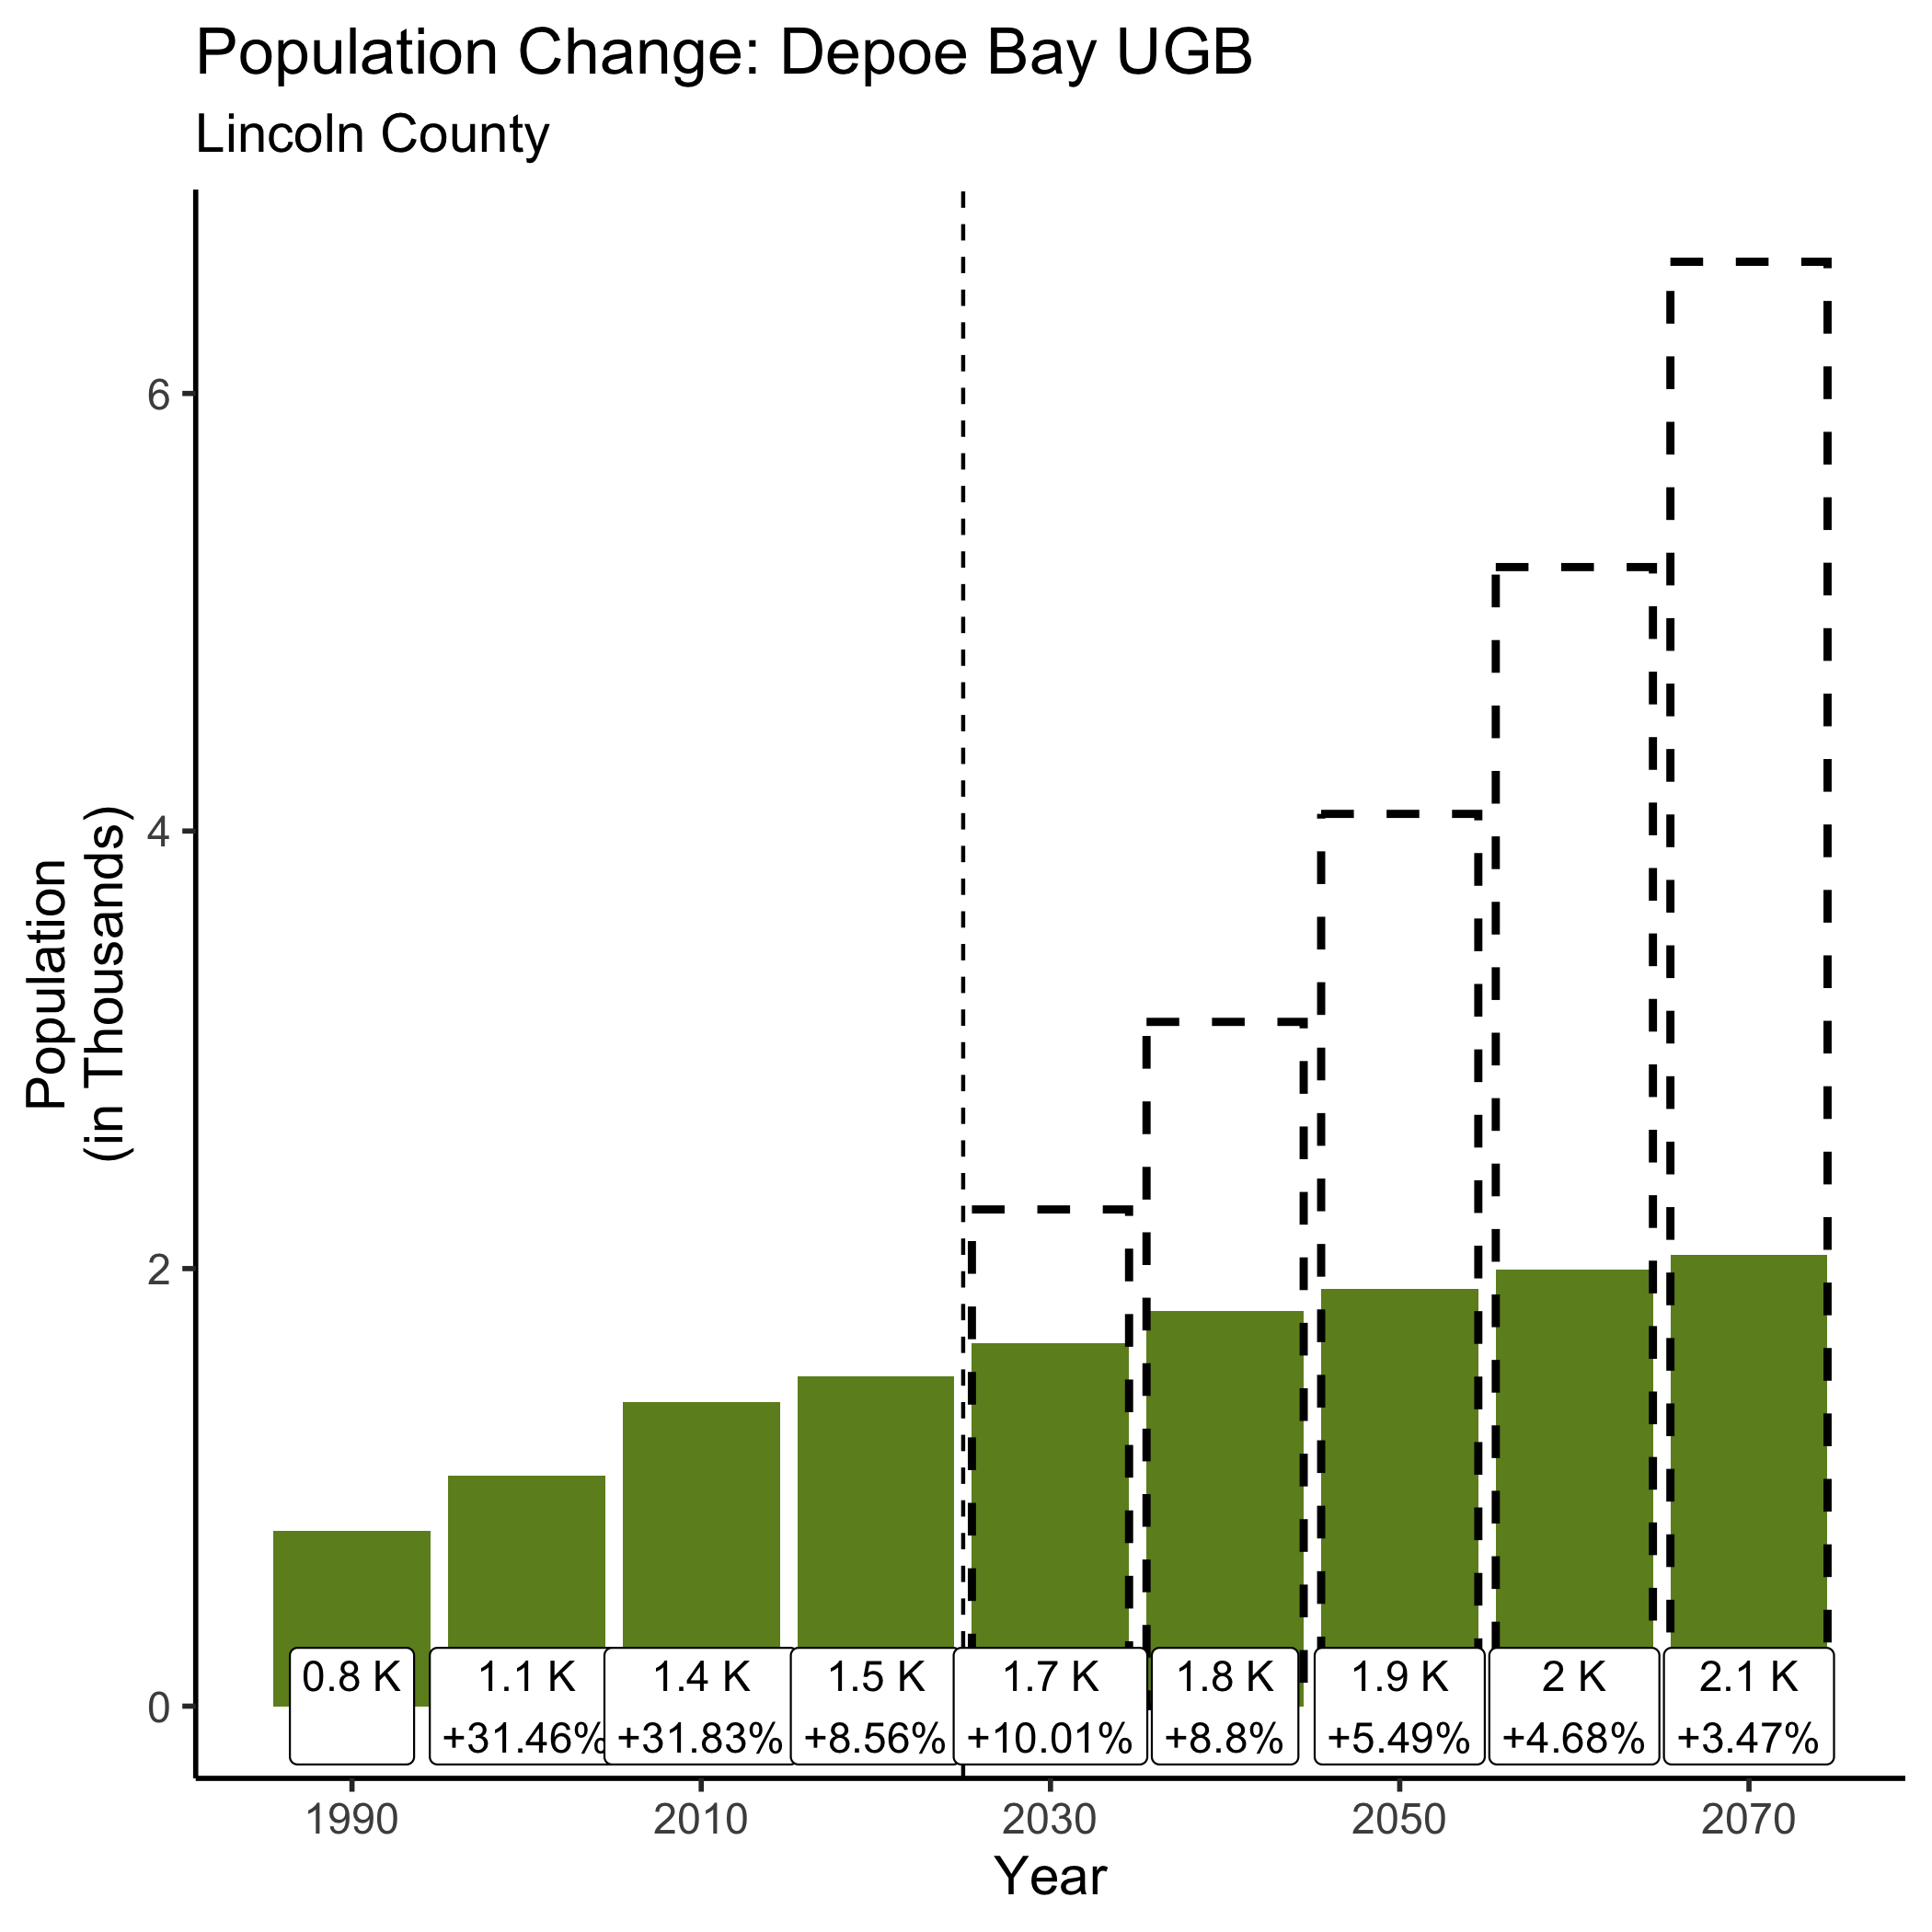 Population Change: Depoe Bay UGB
Lincoln County
Population
(in Thousands)
6
4
2
0
0.8 K
1.1 K
+31.46%
1.4 K
+31.83%
1.5 K
+8.56%
1.7 K
+10.01%
1.8 K
+8.8%
1.9 K
+5.49%
2 K
+4.68%
2.1 K
+3.47%
1990
2010
2030
2050
2070
Year